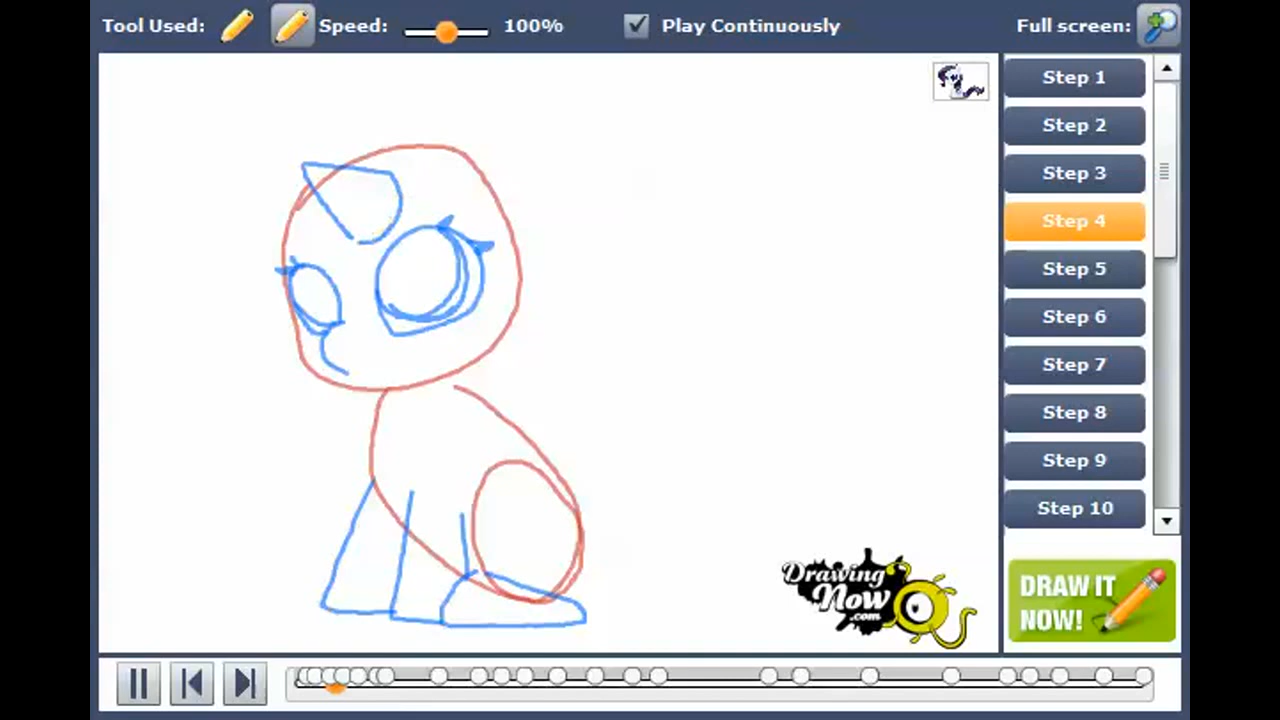 Tool Used:
Speed:
100%
Play Continuously
Full screen:
Step 1
Step 2
Step 3
Step 4
Step 5
Step 6
Step 7
Step 8
Step 9
Step 10
Drawing
Now
.com
DRAW IT
NOW!